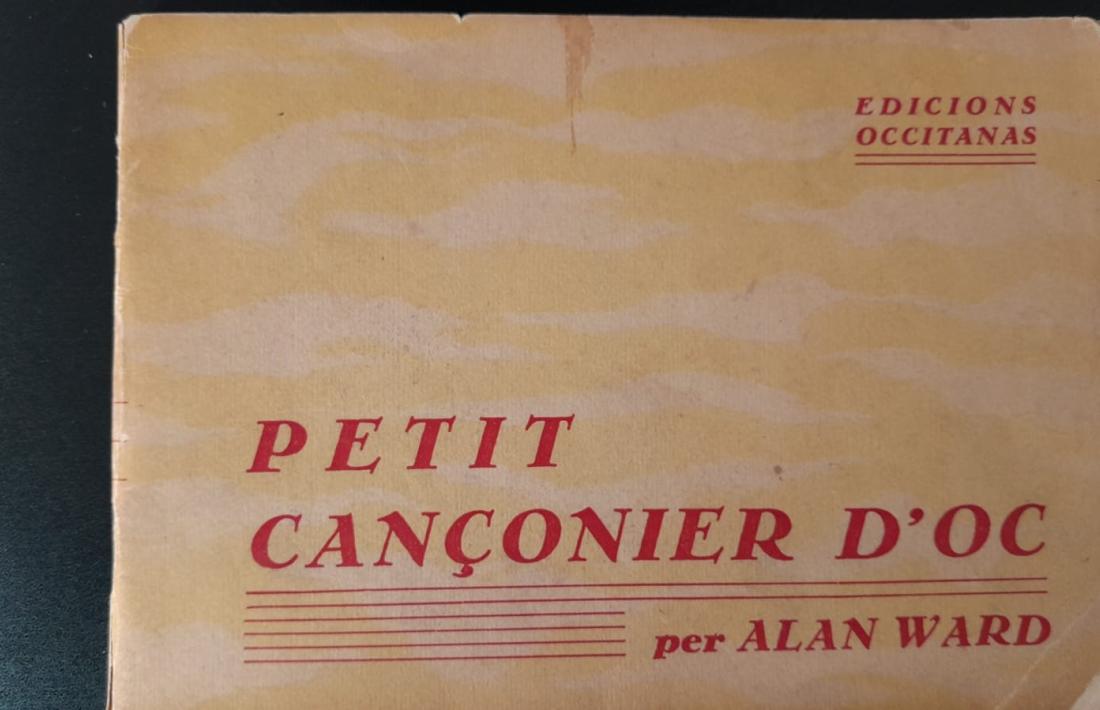 EDICIONS
OCCITANAS
PETIT
CANÇONIER D'OC
per ALAN WARD